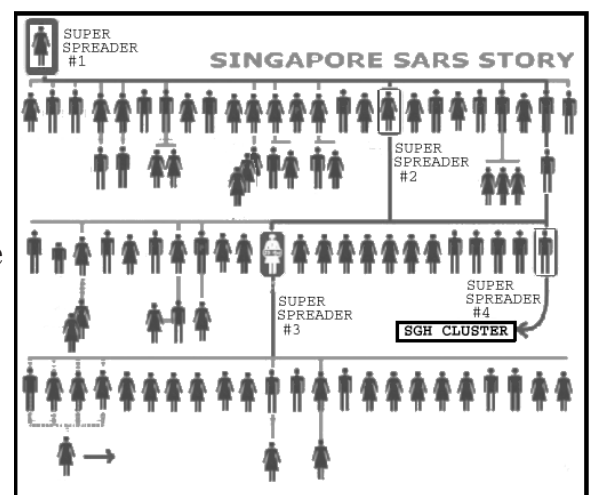 SUPER
SPREADER
#1
SINGAPORE SARS STORY
SUPER
SPREADER
#2
SUPER
SPREADER
#3
SUPER
SPREADER
#4
SGH CLUSTER